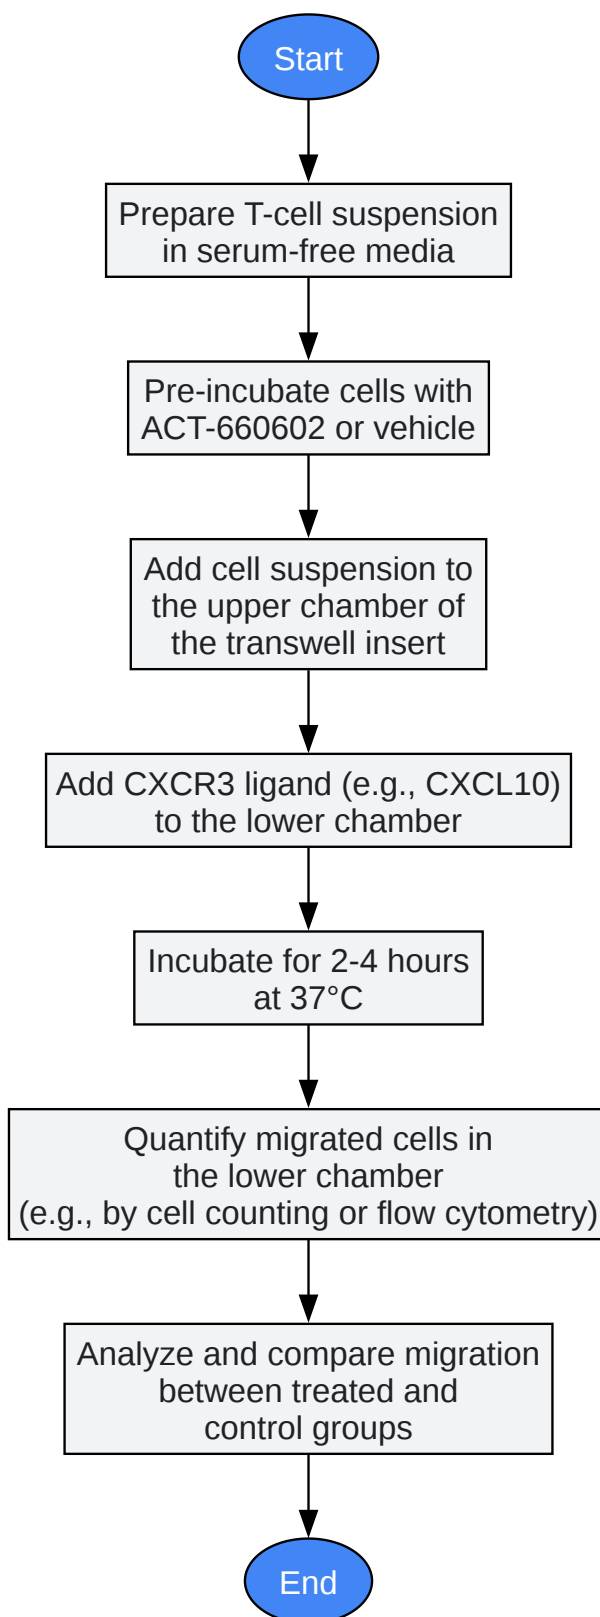 Start
Prepare T-cell suspension
in serum-free media
Pre-incubate cells with
ACT-660602 or vehicle
Add cell suspension to
the upper chamber of
the transwell insert
Add CXCR3 ligand (e.g., CXCL10)
to the lower chamber
Incubate for 2-4 hours
at 37°C
Quantify migrated cells in
the lower chamber
(e.g., by cell counting or flow cytometry)
Analyze and compare migration
between treated and
control groups
End